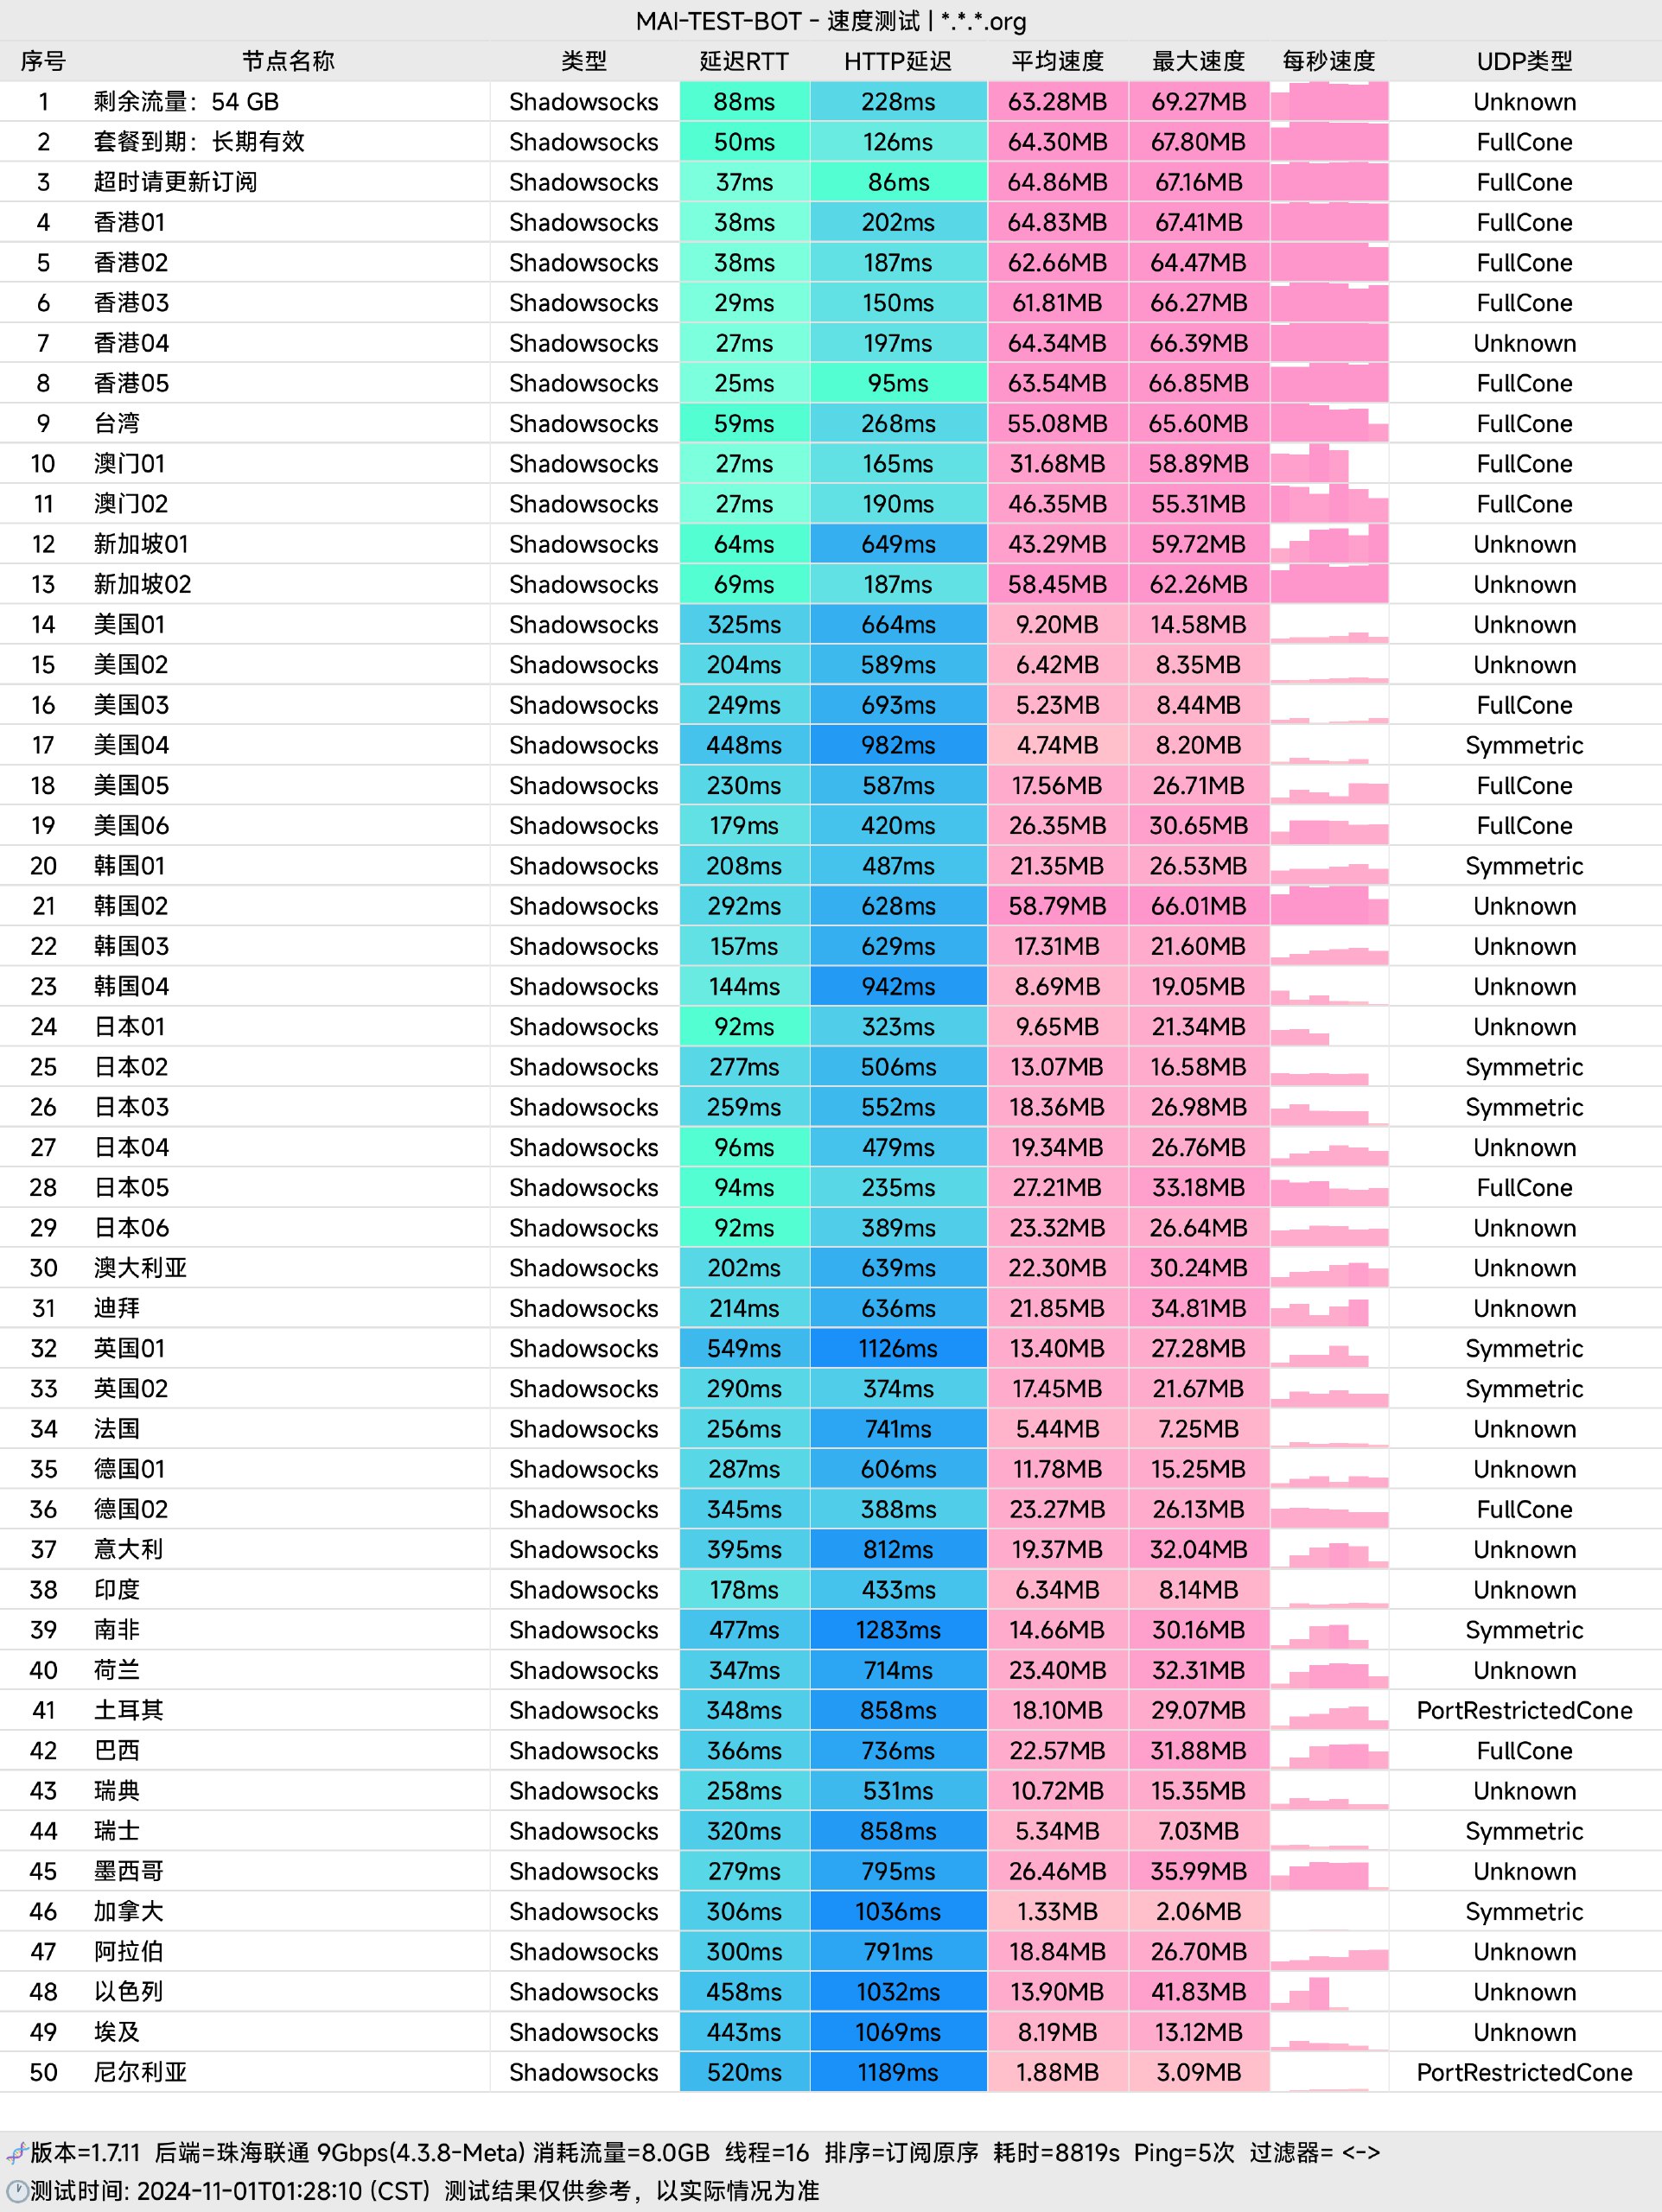 MAI-TEST-BOT - 速度测试 | *.*.*.org
序号 节点名称 类型 延迟RTT HTTP延迟 平均速度 最大速度 每秒速度 UDP类型
1 剩余流量：54 GB Shadowsocks 88ms 228ms 63.28MB 69.27MB Unknown
2 套餐到期：长期有效 Shadowsocks 50ms 126ms 64.30MB 67.80MB FullCone
3 超时请更新订阅 Shadowsocks 37ms 86ms 64.86MB 67.16MB FullCone
4 香港01 Shadowsocks 38ms 202ms 64.83MB 67.41MB FullCone
5 香港02 Shadowsocks 38ms 187ms 62.66MB 64.47MB FullCone
6 香港03 Shadowsocks 29ms 150ms 61.81MB 66.27MB FullCone
7 香港04 Shadowsocks 27ms 197ms 64.34MB 66.39MB Unknown
8 香港05 Shadowsocks 25ms 95ms 63.54MB 66.85MB FullCone
9 台湾 Shadowsocks 59ms 268ms 55.08MB 65.60MB FullCone
10 澳门01 Shadowsocks 27ms 165ms 31.68MB 58.89MB FullCone
11 澳门02 Shadowsocks 27ms 190ms 46.35MB 55.31MB FullCone
12 新加坡01 Shadowsocks 64ms 649ms 43.29MB 59.72MB Unknown
13 新加坡02 Shadowsocks 69ms 187ms 58.45MB 62.26MB Unknown
14 美国01 Shadowsocks 325ms 664ms 9.20MB 14.58MB Unknown
15 美国02 Shadowsocks 204ms 589ms 6.42MB 8.35MB Unknown
16 美国03 Shadowsocks 249ms 693ms 5.23MB 8.44MB FullCone
17 美国04 Shadowsocks 448ms 982ms 4.74MB 8.20MB Symmetric
18 美国05 Shadowsocks 230ms 587ms 17.56MB 26.71MB FullCone
19 美国06 Shadowsocks 179ms 420ms 26.35MB 30.65MB FullCone
20 韩国01 Shadowsocks 208ms 487ms 21.35MB 26.53MB Symmetric
21 韩国02 Shadowsocks 292ms 628ms 58.79MB 66.01MB Unknown
22 韩国03 Shadowsocks 157ms 629ms 17.31MB 21.60MB Unknown
23 韩国04 Shadowsocks 144ms 942ms 8.69MB 19.05MB Unknown
24 日本01 Shadowsocks 92ms 323ms 9.65MB 21.34MB Unknown
25 日本02 Shadowsocks 277ms 506ms 13.07MB 16.58MB Symmetric
26 日本03 Shadowsocks 259ms 552ms 18.36MB 26.98MB Symmetric
27 日本04 Shadowsocks 96ms 479ms 19.34MB 26.76MB Unknown
28 日本05 Shadowsocks 94ms 235ms 27.21MB 33.18MB FullCone
29 日本06 Shadowsocks 92ms 389ms 23.32MB 26.64MB Unknown
30 澳大利亚 Shadowsocks 202ms 639ms 22.30MB 30.24MB Unknown
31 迪拜 Shadowsocks 214ms 636ms 21.85MB 34.81MB Unknown
32 英国01 Shadowsocks 549ms 1126ms 13.40MB 27.28MB Symmetric
33 英国02 Shadowsocks 290ms 374ms 17.45MB 21.67MB Symmetric
34 法国 Shadowsocks 256ms 741ms 5.44MB 7.25MB Unknown
35 德国01 Shadowsocks 287ms 606ms 11.78MB 15.25MB Unknown
36 德国02 Shadowsocks 345ms 388ms 23.27MB 26.13MB FullCone
37 意大利 Shadowsocks 395ms 812ms 19.37MB 32.04MB Unknown
38 印度 Shadowsocks 178ms 433ms 6.34MB 8.14MB Unknown
39 南非 Shadowsocks 477ms 1283ms 14.66MB 30.16MB Symmetric
40 荷兰 Shadowsocks 347ms 714ms 23.40MB 32.31MB Unknown
41 土耳其 Shadowsocks 348ms 858ms 18.10MB 29.07MB PortRestrictedCone
42 巴西 Shadowsocks 366ms 736ms 22.57MB 31.88MB FullCone
43 瑞典 Shadowsocks 258ms 531ms 10.72MB 15.35MB Unknown
44 瑞士 Shadowsocks 320ms 858ms 5.34MB 7.03MB Symmetric
45 墨西哥 Shadowsocks 279ms 795ms 26.46MB 35.99MB Unknown
46 加拿大 Shadowsocks 306ms 1036ms 1.33MB 2.06MB Symmetric
47 阿拉伯 Shadowsocks 300ms 791ms 18.84MB 26.70MB Unknown
48 以色列 Shadowsocks 458ms 1032ms 13.90MB 41.83MB Unknown
49 埃及 Shadowsocks 443ms 1069ms 8.19MB 13.12MB Unknown
50 尼尔利亚 Shadowsocks 520ms 1189ms 1.88MB 3.09MB PortRestrictedCone
🧬版本=1.7.11 后端=珠海联通 9Gbps(4.3.8-Meta) 消耗流量=8.0GB 线程=16 排序=订阅原序 耗时=8819s Ping=5次 过滤器= <->
🕐测试时间: 2024-11-01T01:28:10 (CST) 测试结果仅供参考，以实际情况为准